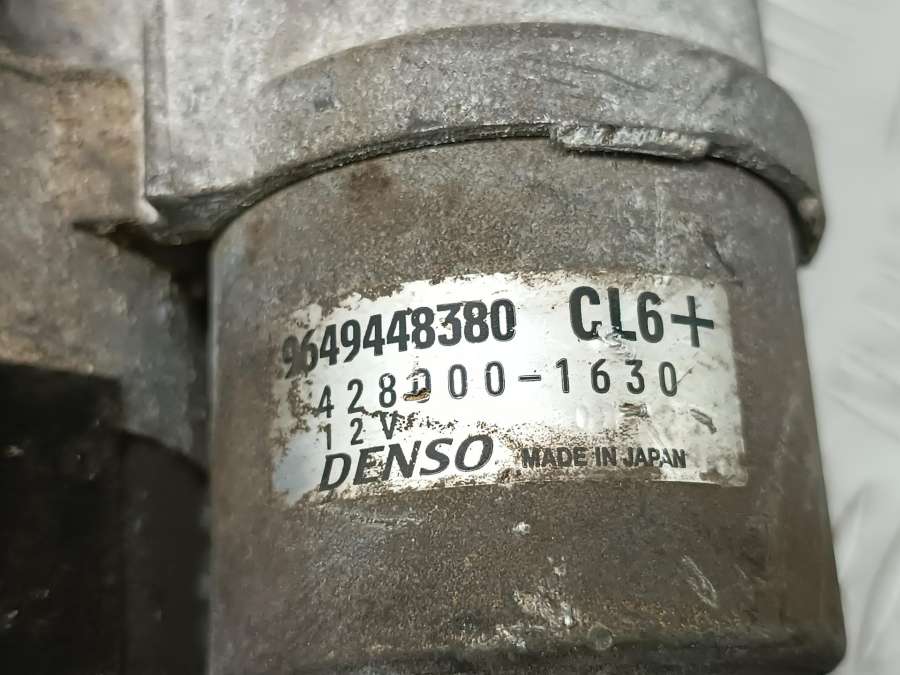 9649448380 CL6+
428000-1630
12V
DENSO MADE IN JAPAN